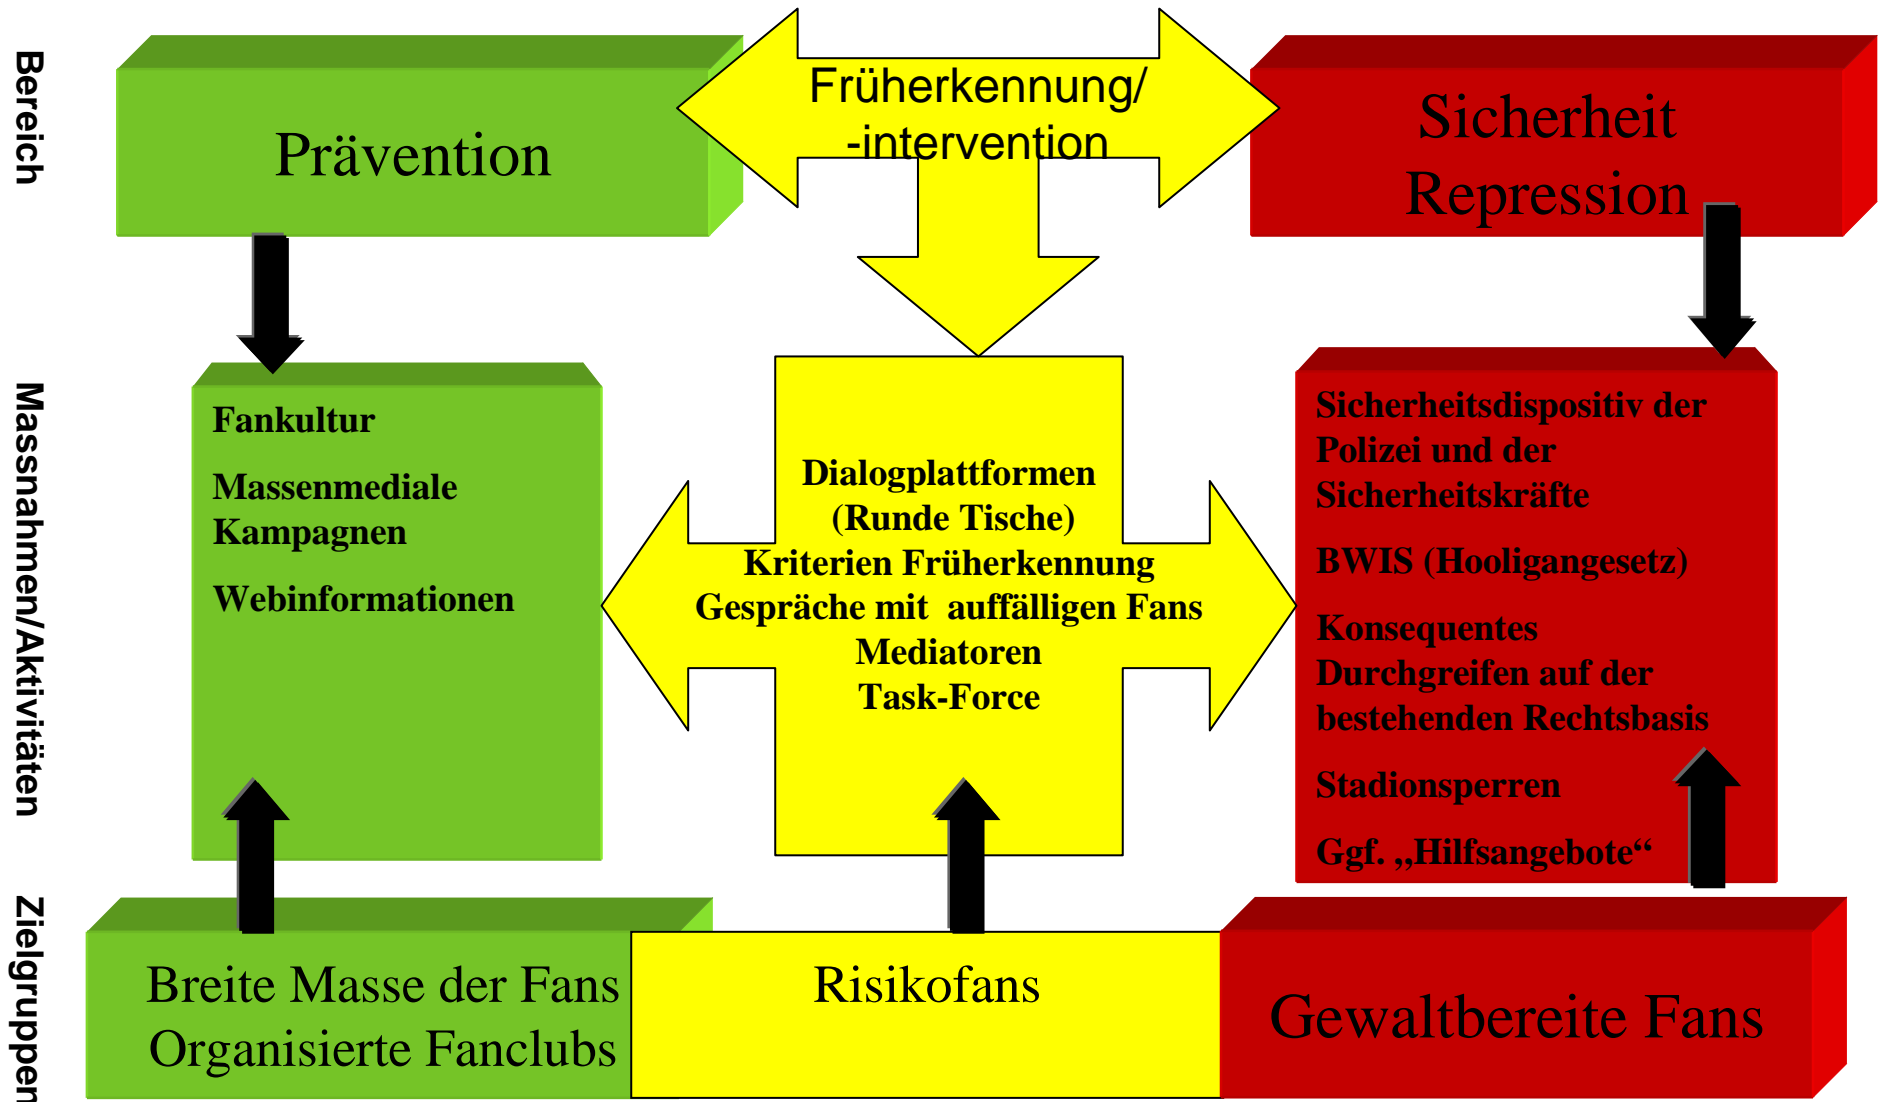 Bereich
Prävention
Früherkennung/
-intervention
Sicherheit
Repression
Massnahmen/Aktivitäten
Fankultur
Massenmediale
Kampagnen
Webinformationen
Dialogplattformen
(Runde Tische)
Kriterien Früherkennung
Gespräche mit  auffälligen Fans
Mediatoren
Task-Force
Sicherheitsdispositiv der
Polizei und der
Sicherheitskräfte
BWIS (Hooligangesetz)
Konsequentes
Durchgreifen auf der
bestehenden Rechtsbasis
Stadionsperren
Ggf. „Hilfsangebote“
Zielgruppen
Breite Masse der Fans
Organisierte Fanclubs
Risikofans
Gewaltbereite Fans